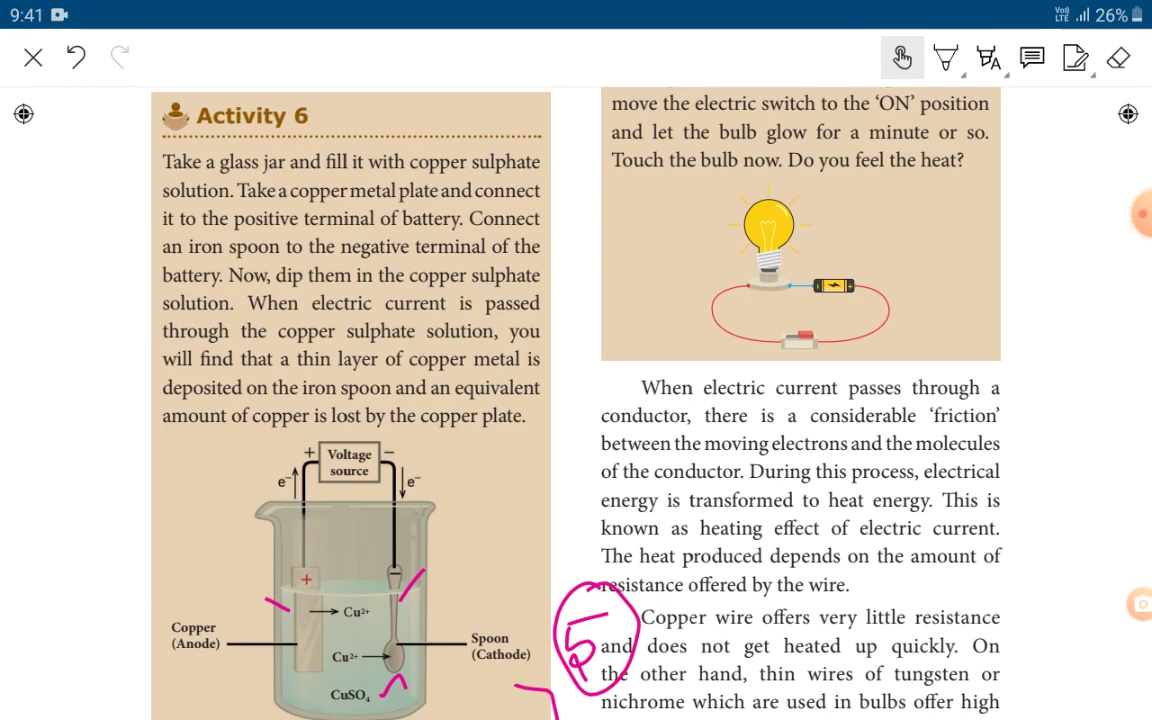 9:41
Vo))
LTE
26%
Activity 6
Take a glass jar and fill it with copper sulphate
solution. Take a copper metal plate and connect
it to the positive terminal of battery. Connect
an iron spoon to the negative terminal of the
battery. Now, dip them in the copper sulphate
solution. When electric current is passed
through the copper sulphate solution, you
will find that a thin layer of copper metal is
deposited on the iron spoon and an equivalent
amount of copper is lost by the copper plate.
+ Voltage −
source
e⁻
e⁻
+
−
Cu²⁺
Copper
(Anode)
Cu²⁺
Spoon
(Cathode)
CuSO₄
move the electric switch to the ‘ON’ position
and let the bulb glow for a minute or so.
Touch the bulb now. Do you feel the heat?
When electric current passes through a
conductor, there is a considerable ‘friction’
between the moving electrons and the molecules
of the conductor. During this process, electrical
energy is transformed to heat energy. This is
known as heating effect of electric current.
The heat produced depends on the amount of
resistance offered by the wire.
Copper wire offers very little resistance
and does not get heated up quickly. On
the other hand, thin wires of tungsten or
nichrome which are used in bulbs offer high
5